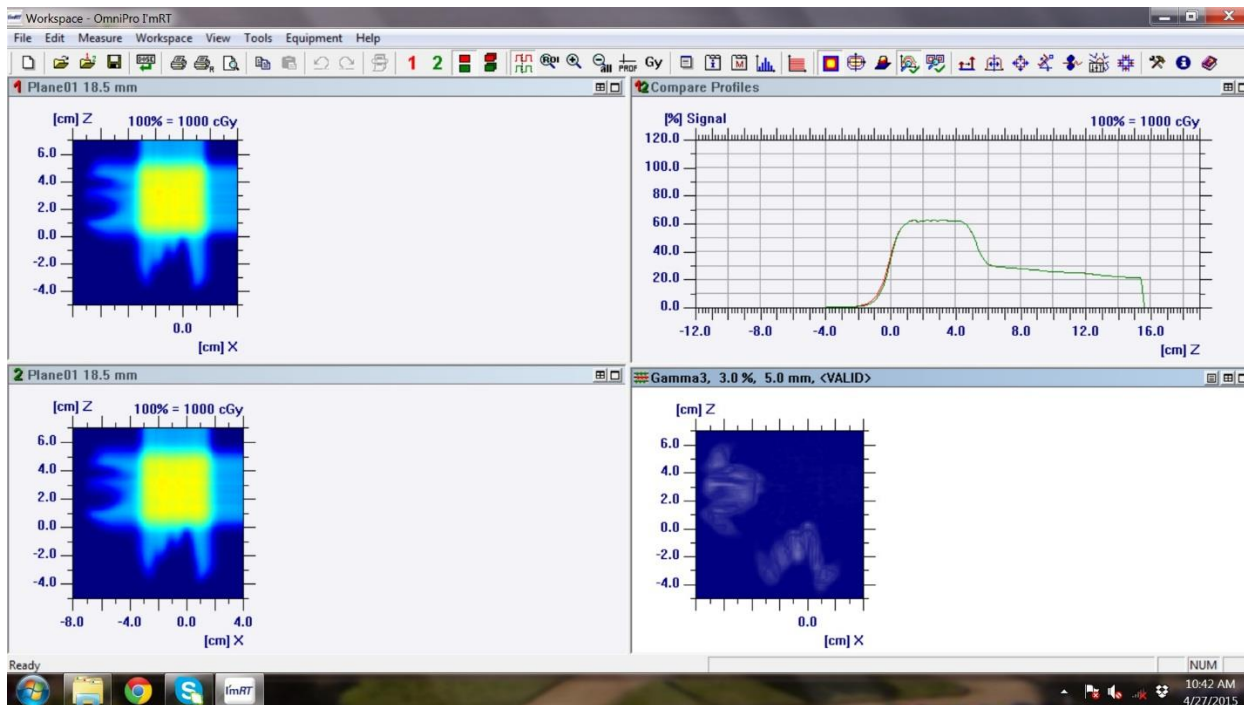 Workspace - OmniPro I'mRT
File Edit Measure Workspace View Tools Equipment Help
1 2 ROI all PROF Gy
1 Plane01 18.5 mm
[cm] Z 100% = 1000 cGy
6.0
4.0
2.0
0.0
-2.0
-4.0
0.0
[cm] X
12 Compare Profiles
[%] Signal 100% = 1000 cGy
120.0
100.0
80.0
60.0
40.0
20.0
0.0
-12.0 -8.0 -4.0 0.0 4.0 8.0 12.0 16.0
[cm] Z
2 Plane01 18.5 mm
[cm] Z 100% = 1000 cGy
6.0
4.0
2.0
0.0
-2.0
-4.0
-8.0 -4.0 0.0 4.0
[cm] X
Gamma3, 3.0 %, 5.0 mm, <VALID>
[cm] Z
6.0
4.0
2.0
0.0
-2.0
-4.0
0.0
[cm] X
Ready NUM
I'mRT
10:42 AM
4/27/2015